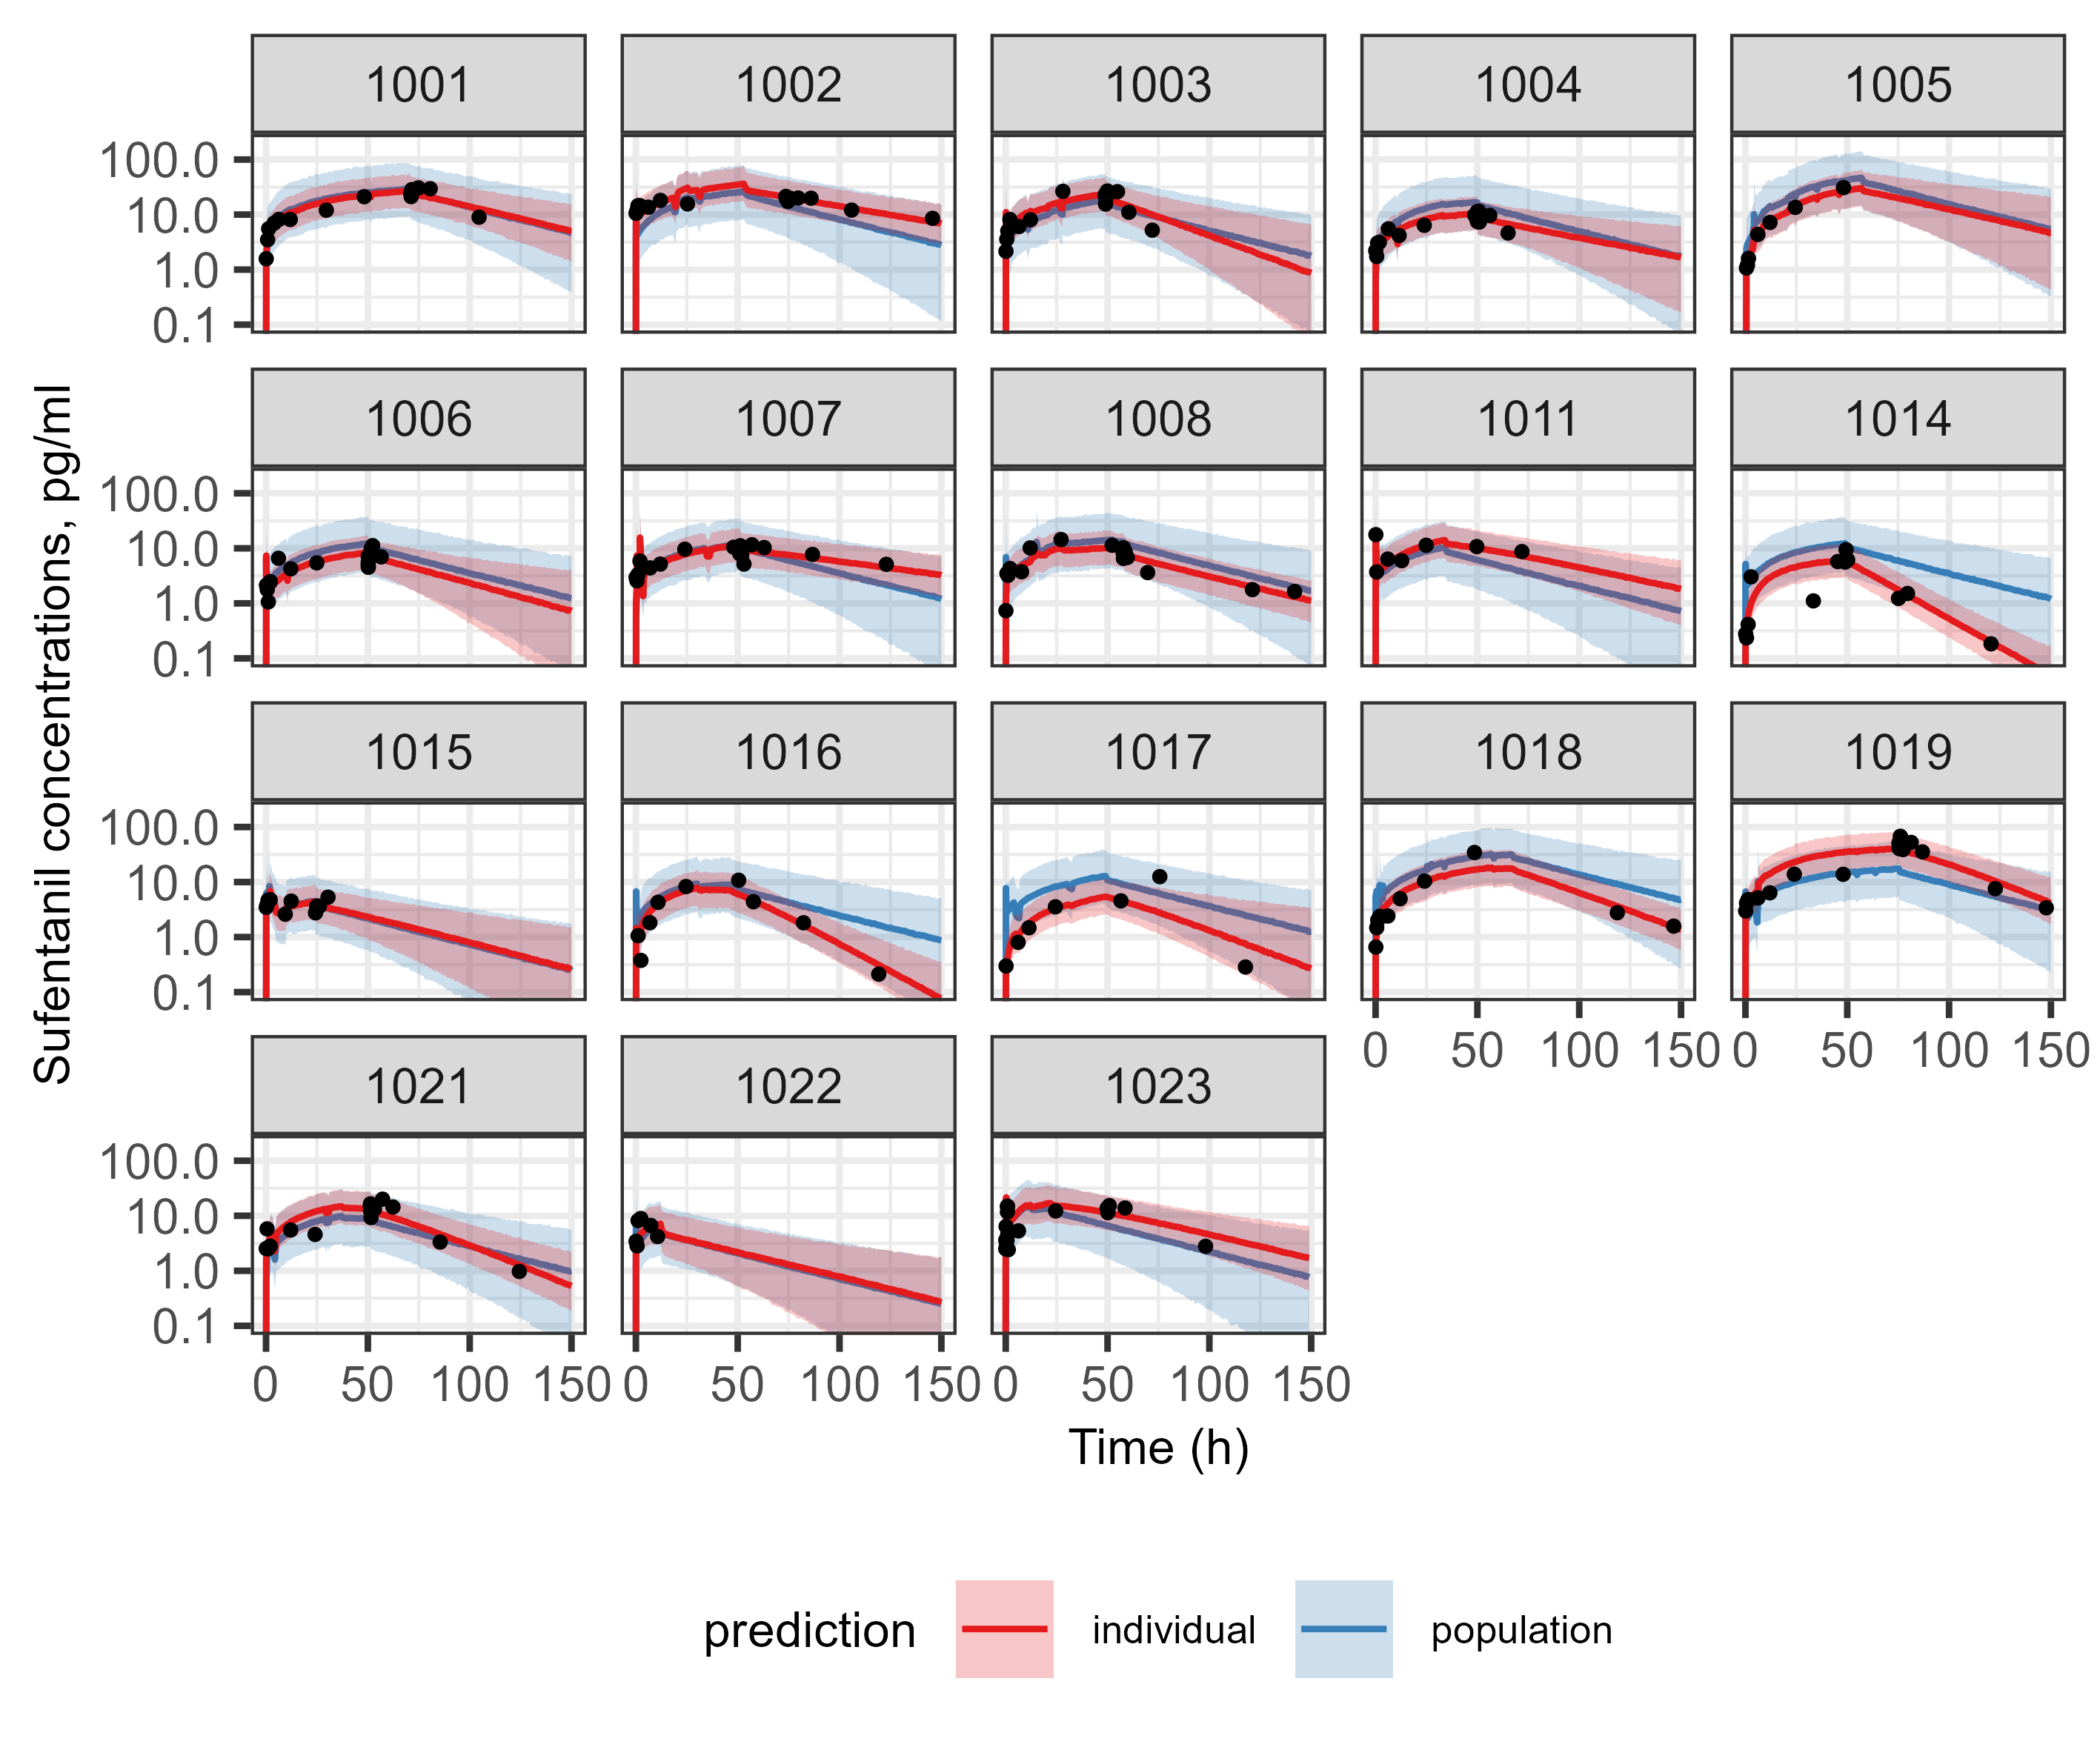 1001 1002 1003 1004 1005
100.0
10.0
1.0
0.1
1006 1007 1008 1011 1014
100.0
10.0
1.0
0.1
1015 1016 1017 1018 1019
100.0
10.0
1.0
0.1
0 50 100 150 0 50 100 150
1021 1022 1023
100.0
10.0
1.0
0.1
0 50 100 150 0 50 100 150 0 50 100 150
Sufentanil concentrations, pg/ml
Time (h)
prediction individual population